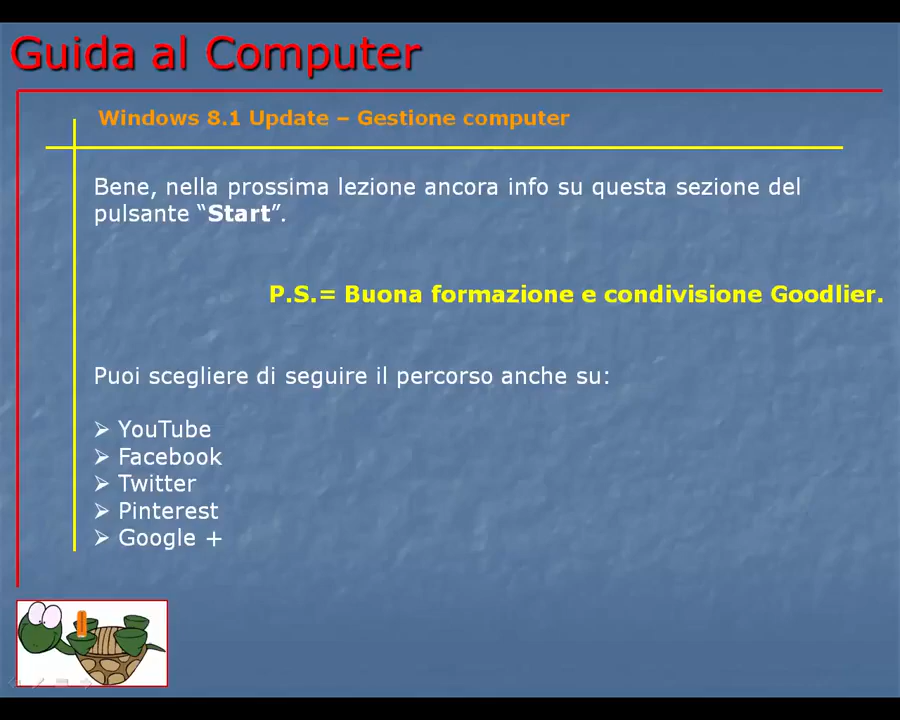 Guida al Computer
Windows 8.1 Update – Gestione computer
Bene, nella prossima lezione ancora info su questa sezione del
pulsante “Start”.
P.S.= Buona formazione e condivisione Goodlier.
Puoi scegliere di seguire il percorso anche su:
➢ YouTube
➢ Facebook
➢ Twitter
➢ Pinterest
➢ Google +